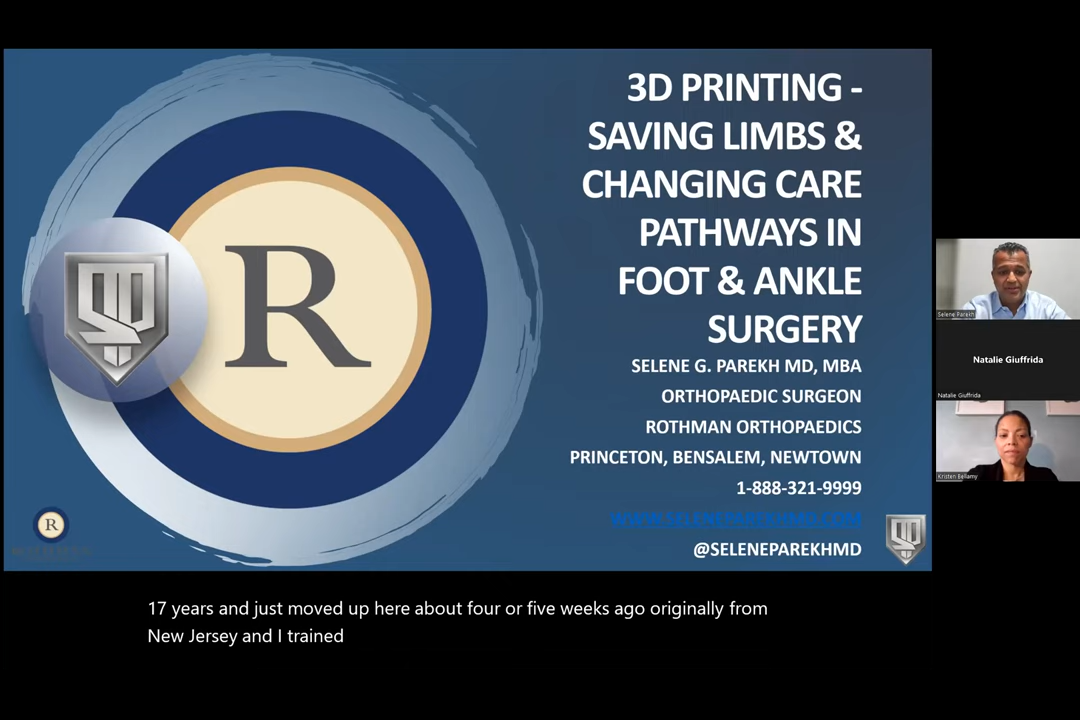 3D PRINTING -
SAVING LIMBS &
CHANGING CARE
PATHWAYS IN
FOOT & ANKLE
SURGERY
SELENE G. PAREKH MD, MBA
ORTHOPAEDIC SURGEON
ROTHMAN ORTHOPAEDICS
PRINCETON, BENSALEM, NEWTOWN
1-888-321-9999
WWW.SELENEPAREKHMD.COM
@SELENEPAREKHMD
R
R
Selene Parekh
Natalie Giuffrida
Natalie Giuffrida
Kristen Bellamy
17 years and just moved up here about four or five weeks ago originally from
New Jersey and I trained